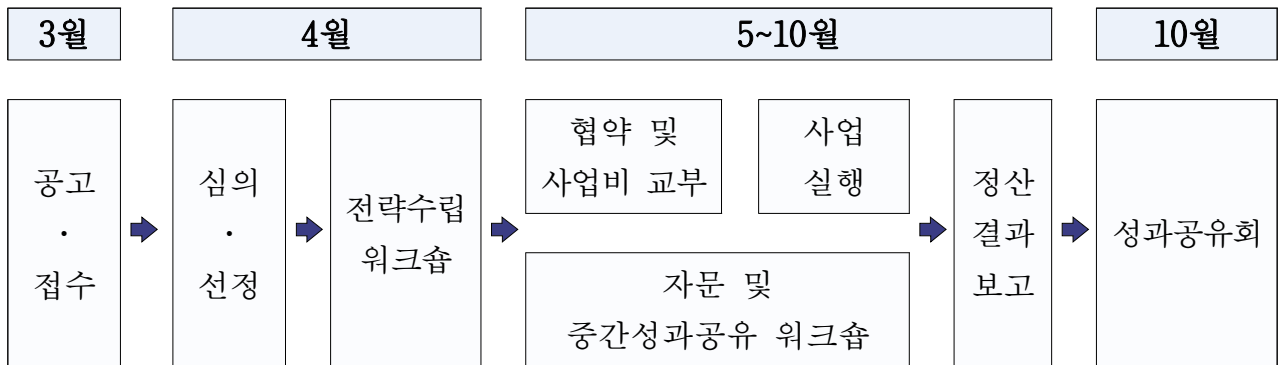 3월
4월
5~10월
10월
공고
·
접수
심의
·
선정
전략수립
워크숍
협약 및
사업비 교부
사업
실행
자문 및
중간성과공유 워크숍
정산
결과
보고
성과공유회